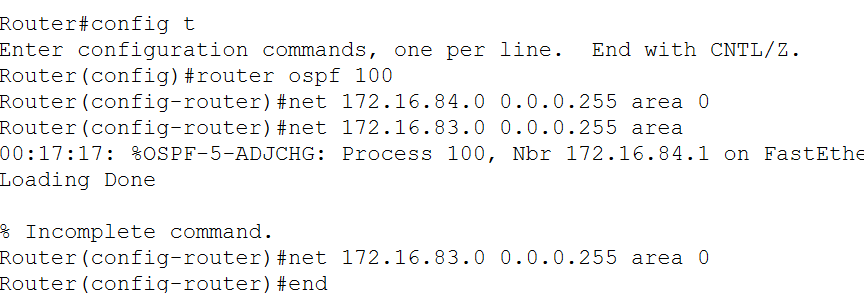 Router#config t
Enter configuration commands, one per line.  End with CNTL/Z.
Router(config)#router ospf 100
Router(config-router)#net 172.16.84.0 0.0.0.255 area 0
Router(config-router)#net 172.16.83.0 0.0.0.255 area
00:17:17: %OSPF-5-ADJCHG: Process 100, Nbr 172.16.84.1 on FastEthe
Loading Done
% Incomplete command.
Router(config-router)#net 172.16.83.0 0.0.0.255 area 0
Router(config-router)#end